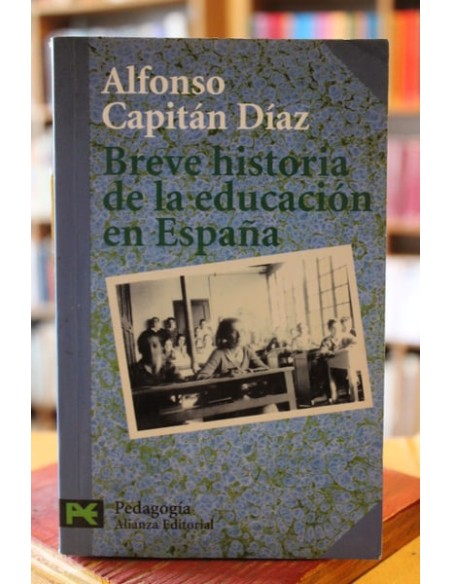 Alfonso
Capitán Díaz
Breve historia
de la educación
en España
Pedagogía
Alianza Editorial